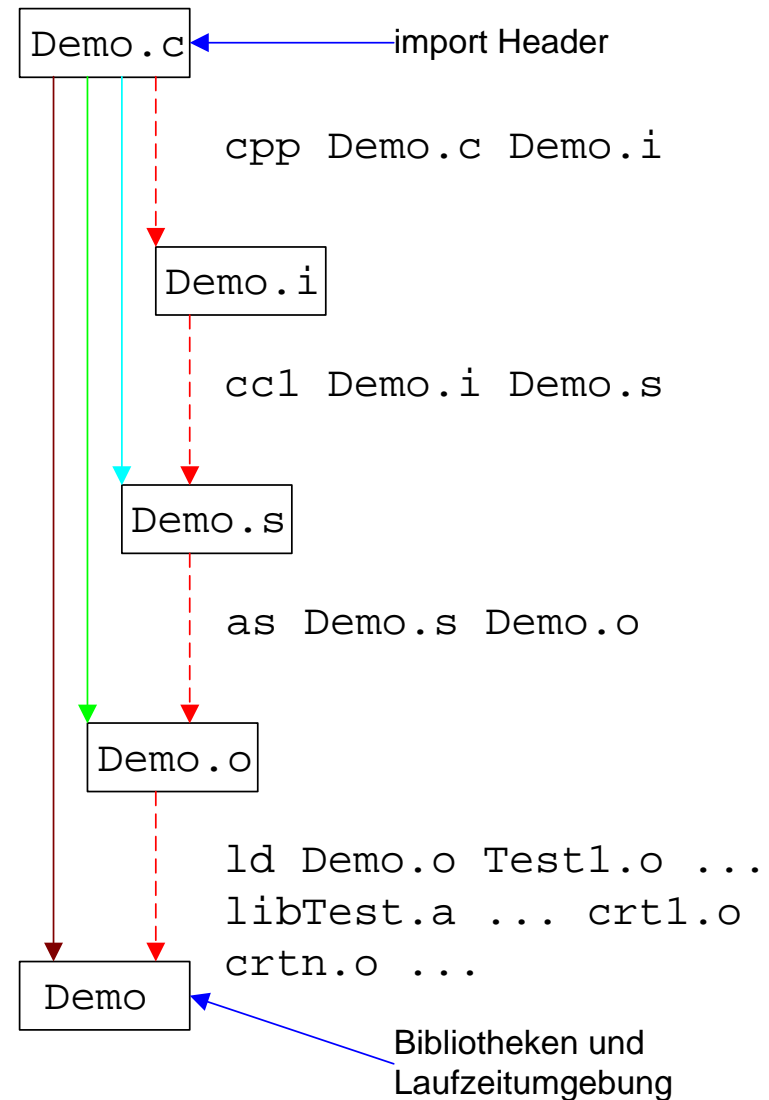 Demo.c
import Header
cpp Demo.c Demo.i
Demo.i
cc1 Demo.i Demo.s
Demo.s
as Demo.s Demo.o
Demo.o
ld Demo.o Test1.o ...
libTest.a ... crt1.o
crtn.o ...
Demo
Bibliotheken und
Laufzeitumgebung